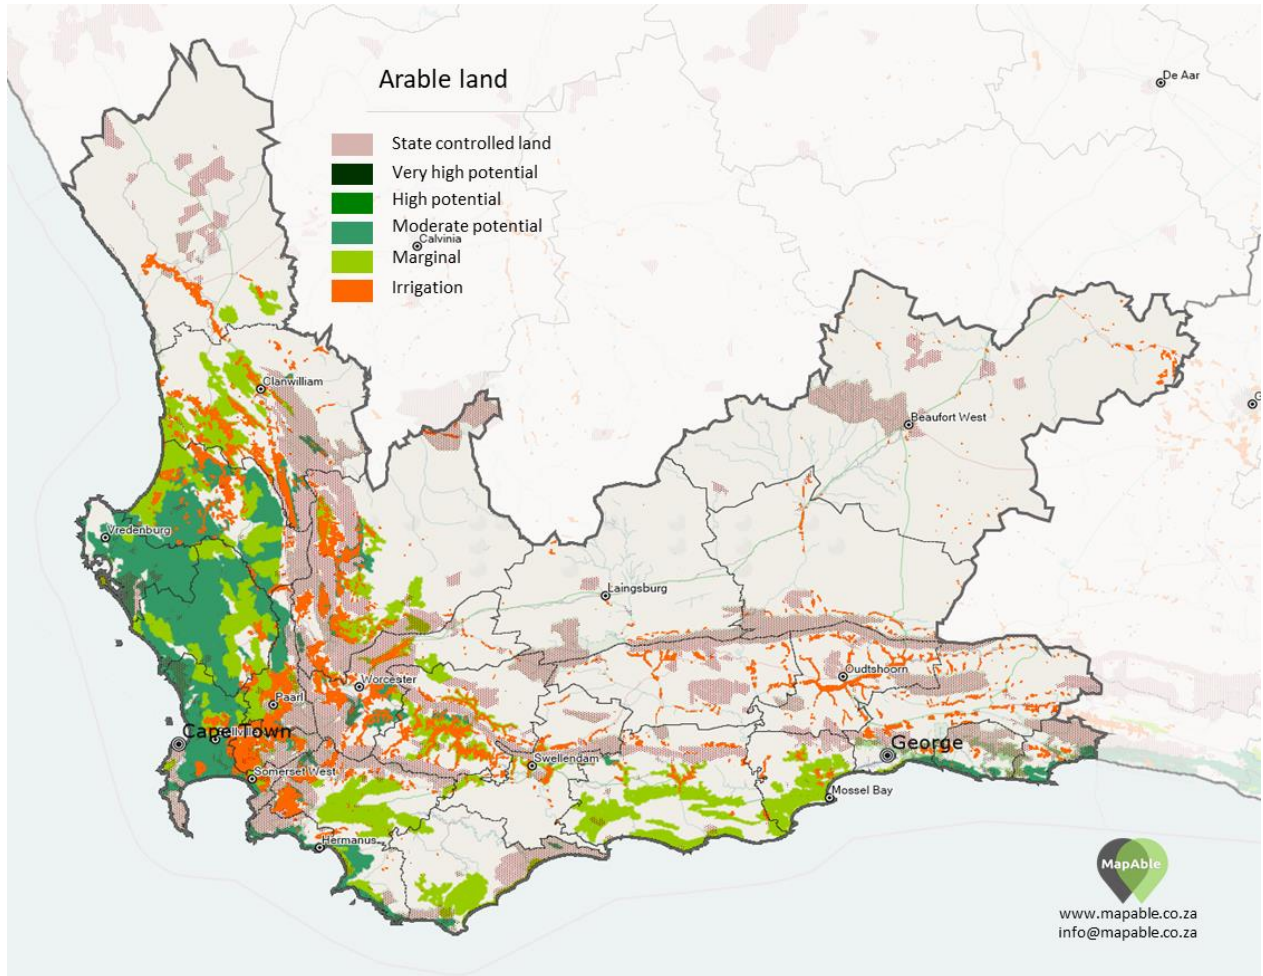 Arable land
State controlled land
Very high potential
High potential
Moderate potential
Marginal
Irrigation
De Aar
Calvinia
Clanwilliam
Beaufort West
Vredenburg
Laingsburg
Oudtshoorn
Worcester
Paarl
Cape Town
George
Somerset West
Swellendam
Mossel Bay
Hermanus
MapAble
www.mapable.co.za
info@mapable.co.za